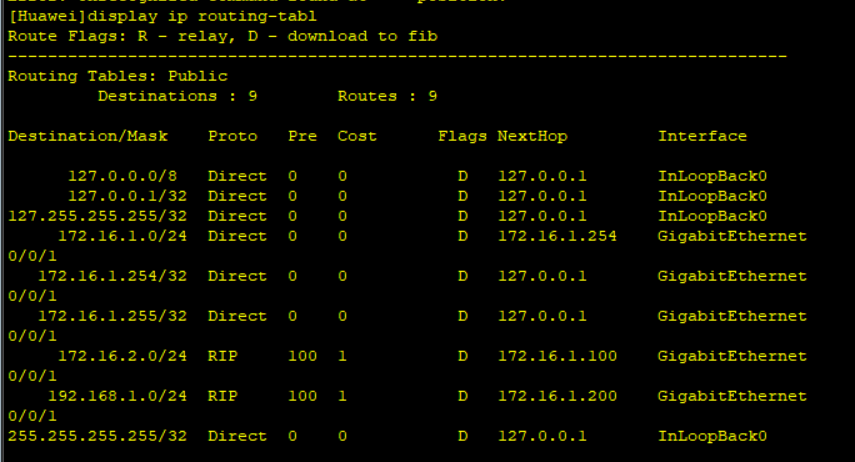 [Huawei]display ip routing-tabl
Route Flags: R - relay, D - download to fib
------------------------------------------------------------------------------
Routing Tables: Public
         Destinations : 9        Routes : 9

Destination/Mask    Proto   Pre  Cost      Flags NextHop         Interface

      127.0.0.0/8   Direct  0    0           D   127.0.0.1       InLoopBack0
      127.0.0.1/32  Direct  0    0           D   127.0.0.1       InLoopBack0
127.255.255.255/32  Direct  0    0           D   127.0.0.1       InLoopBack0
     172.16.1.0/24  Direct  0    0           D   172.16.1.254    GigabitEthernet
0/0/1
   172.16.1.254/32  Direct  0    0           D   127.0.0.1       GigabitEthernet
0/0/1
   172.16.1.255/32  Direct  0    0           D   127.0.0.1       GigabitEthernet
0/0/1
     172.16.2.0/24  RIP     100  1           D   172.16.1.100    GigabitEthernet
0/0/1
    192.168.1.0/24  RIP     100  1           D   172.16.1.200    GigabitEthernet
0/0/1
255.255.255.255/32  Direct  0    0           D   127.0.0.1       InLoopBack0